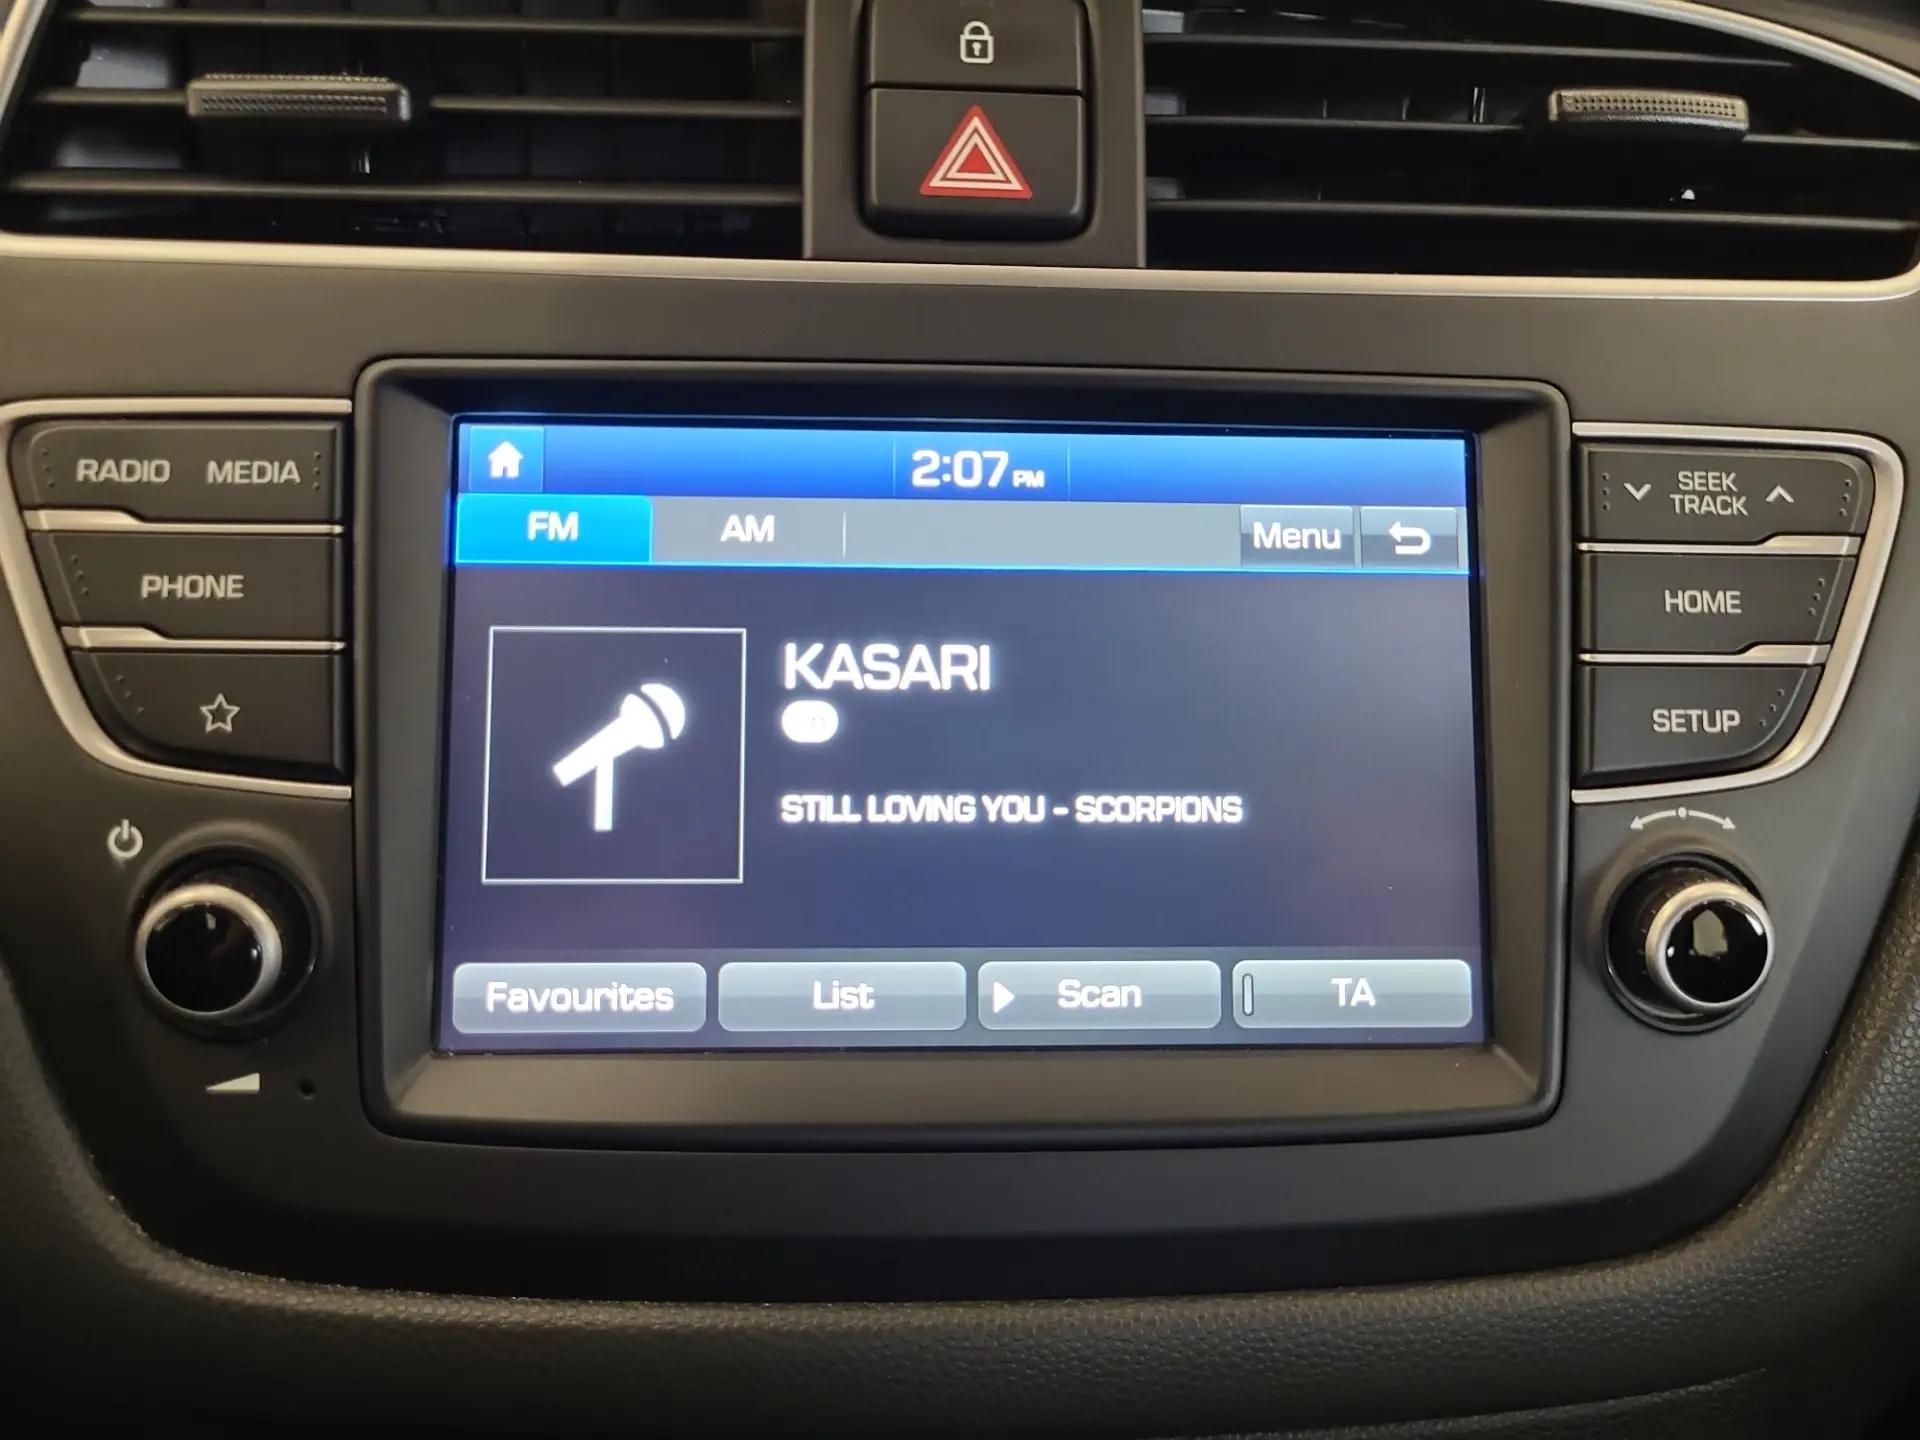 RADIO MEDIA
PHONE
2:07 PM
FM AM Menu
KASARI
STILL LOVING YOU - SCORPIONS
Favourites List Scan TA
SEEK
TRACK
HOME
SETUP